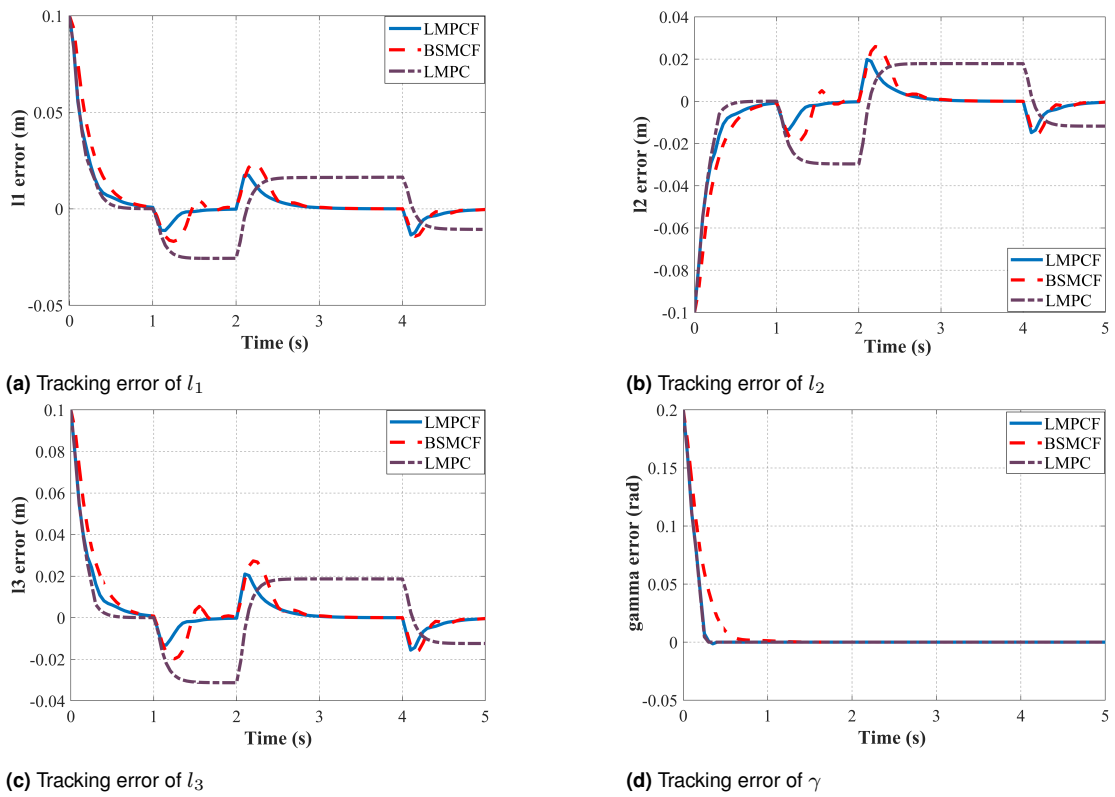 0.1
0.05
0
-0.05
l1 error (m)
0 1 2 3 4
Time (s)
LMPCF
BSMCF
LMPC
(a) Tracking error of l1
0.04
0.02
0
-0.02
-0.04
-0.06
-0.08
-0.1
l2 error (m)
0 1 2 3 4 5
Time (s)
LMPCF
BSMCF
LMPC
(b) Tracking error of l2
0.1
0.08
0.06
0.04
0.02
0
-0.02
-0.04
l3 error (m)
0 1 2 3 4 5
Time (s)
LMPCF
BSMCF
LMPC
(c) Tracking error of l3
0.2
0.15
0.1
0.05
0
-0.05
gamma error (rad)
0 1 2 3 4 5
Time (s)
LMPCF
BSMCF
LMPC
(d) Tracking error of γ